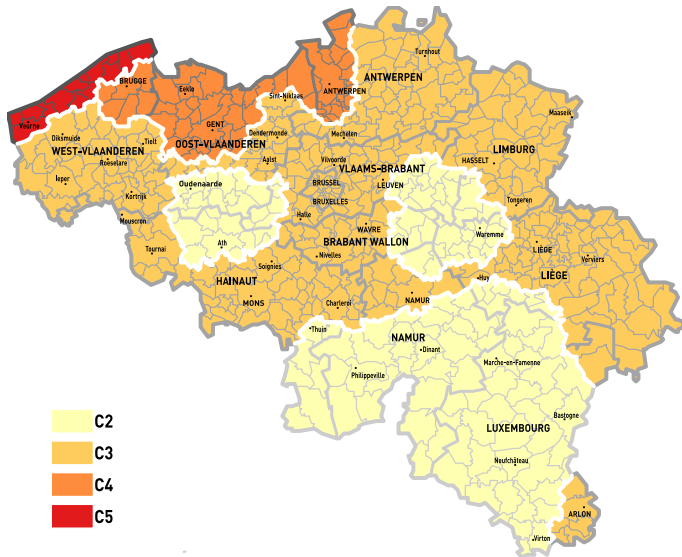 Turnhout
ANTWERPEN
BRUGGE
Eekle
ANTWERPEN
Sint-Niklaas
Maaseik
Veurne
GENT
Diksmuide
Tielt
OOST-VLAANDEREN
Dendermonde
Mechelen
WEST-VLAANDEREN
LIMBURG
Roeselare
Aalst
Vilvoorde
HASSELT
VLAAMS-BRABANT
Ieper
Oudenaarde
BRUSSEL
LEUVEN
Kortrijk
BRUXELLES
Tongeren
Mouscron
Halle
WAVRE
Waremme
Ath
BRABANT WALLON
Tournai
Nivelles
LIÈGE
Verviers
Soignies
LIÈGE
HAINAUT
Huy
MONS
Charleroi
NAMUR
Thuin
NAMUR
Dinant
Marche-en-Famenne
Philippeville
Bastogne
C2
LUXEMBOURG
C3
Neufchâteau
C4
C5
ARLON
Virton